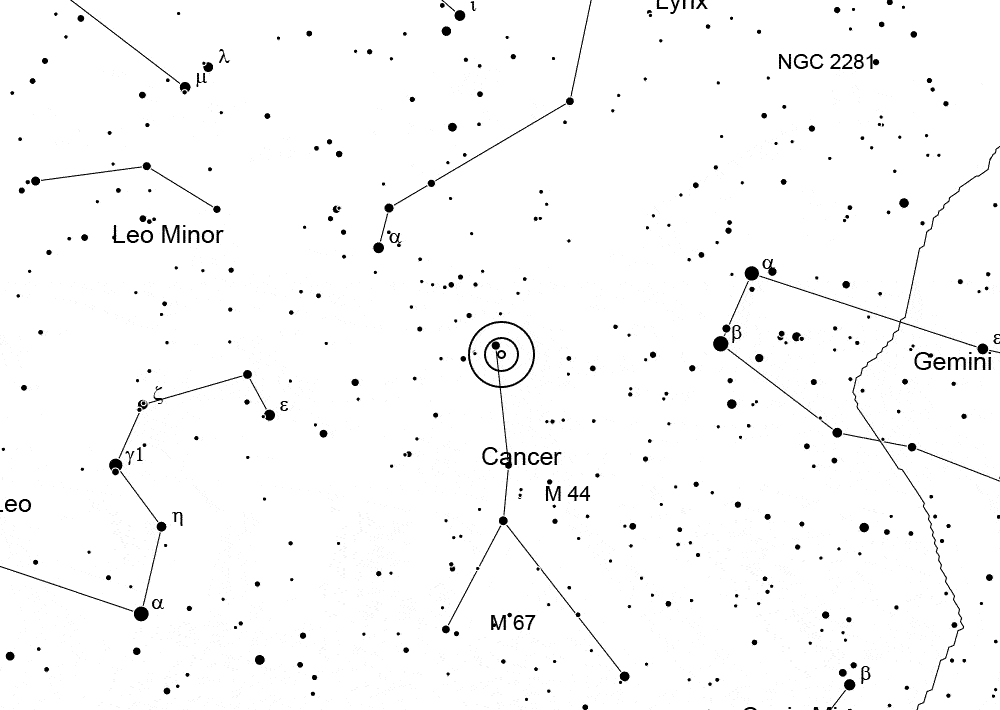 ι
Lynx
λ
NGC 2281
μ
Leo Minor
α
α
β
ε
Gemini
ζ
ε
γ1
Cancer
M 44
Leo
η
α
M 67
β